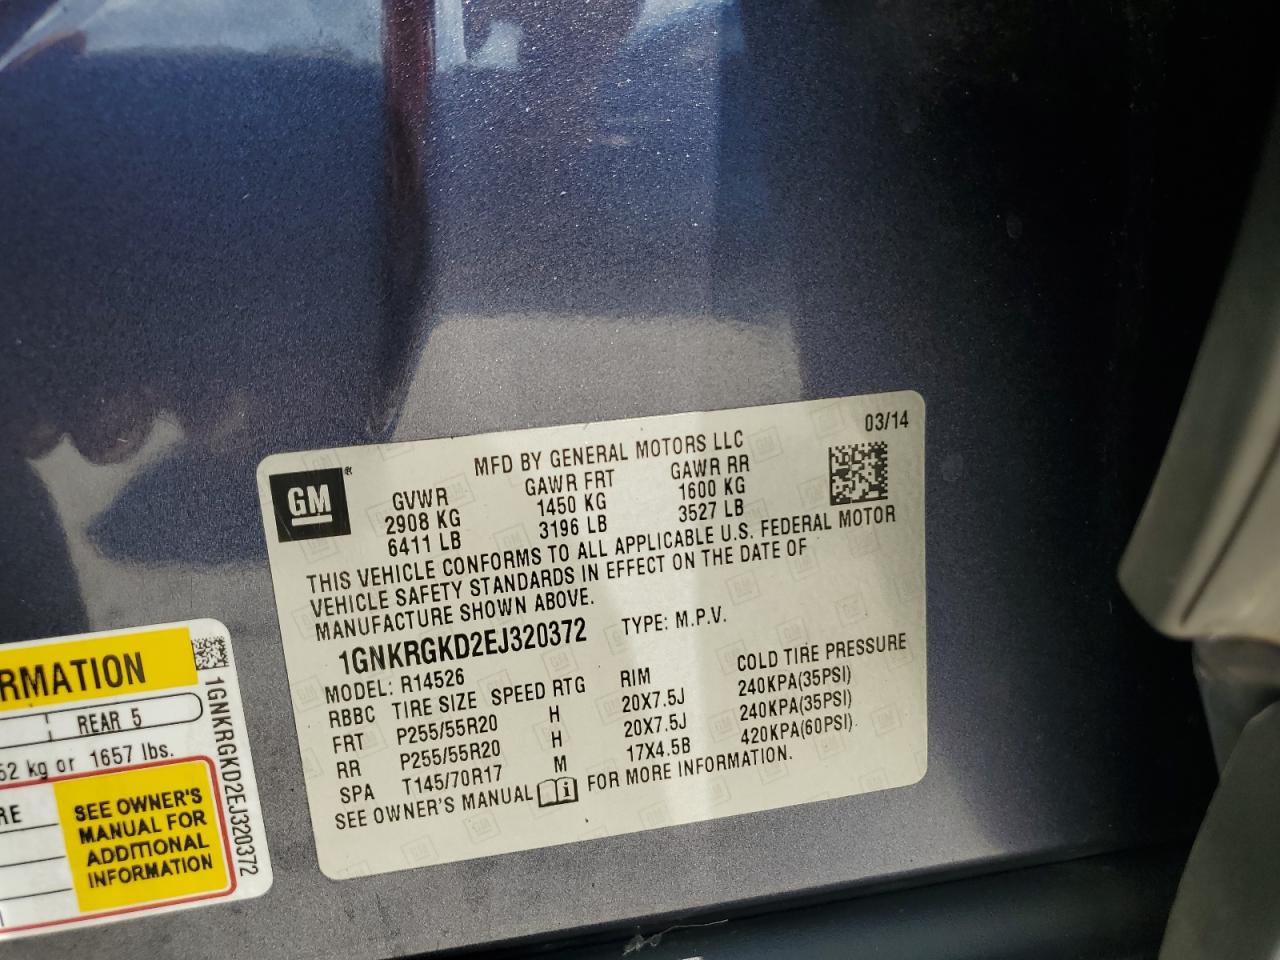 03/14
MFD BY GENERAL MOTORS LLC
GM
GVWR GAWR FRT GAWR RR
2908 KG 1450 KG 1600 KG
6411 LB 3196 LB 3527 LB
THIS VEHICLE CONFORMS TO ALL APPLICABLE U.S. FEDERAL MOTOR
VEHICLE SAFETY STANDARDS IN EFFECT ON THE DATE OF
MANUFACTURE SHOWN ABOVE.
1GNKRGKD2EJ320372 TYPE: M.P.V.
MODEL: R14526
RBBC TIRE SIZE SPEED RTG RIM COLD TIRE PRESSURE
FRT P255/55R20 H 20X7.5J 240KPA(35PSI)
RR P255/55R20 H 20X7.5J 240KPA(35PSI)
SPA T145/70R17 M 17X4.5B 420KPA(60PSI)
SEE OWNER'S MANUAL i FOR MORE INFORMATION.
RMATION
REAR 5
52 kg or 1657 lbs.
RE
SEE OWNER'S
MANUAL FOR
ADDITIONAL
INFORMATION
1GNKRGKD2EJ320372